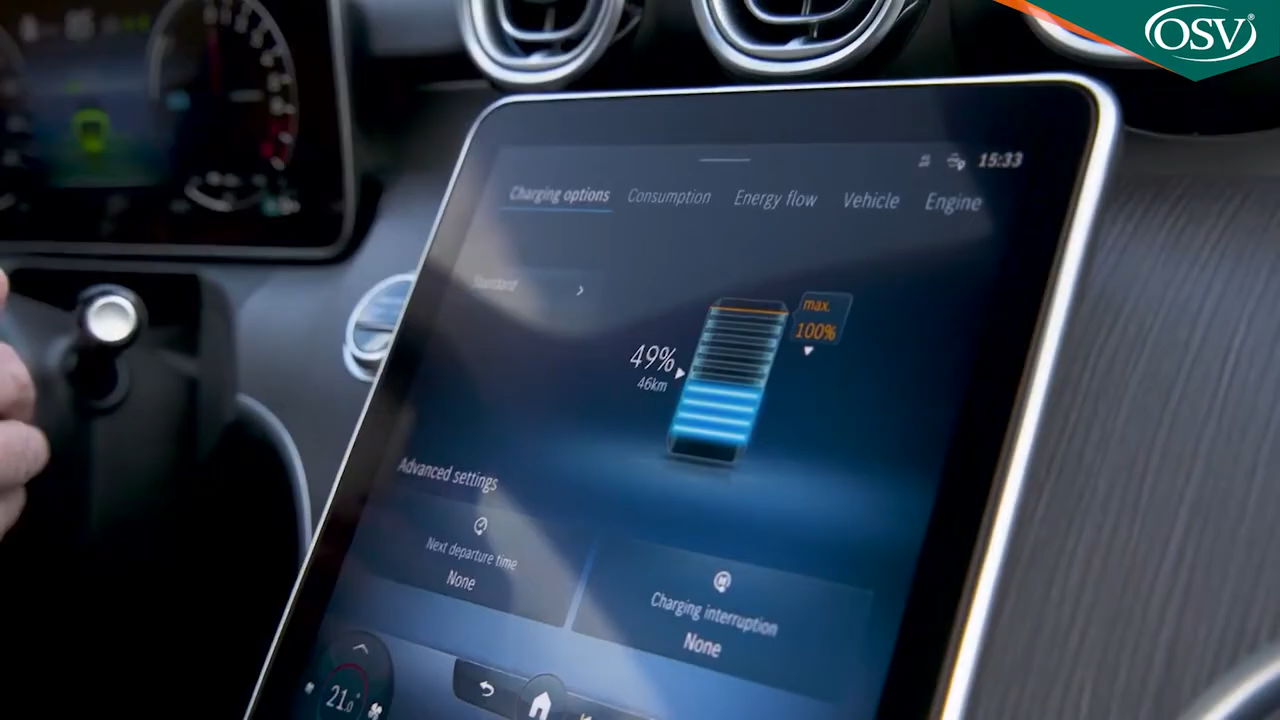 OSV
15:33
Charging options Consumption Energy flow Vehicle Engine
Standard
max.
100%
49%
46km
Advanced settings
Next departure time
None
Charging interruption
None
21.0°